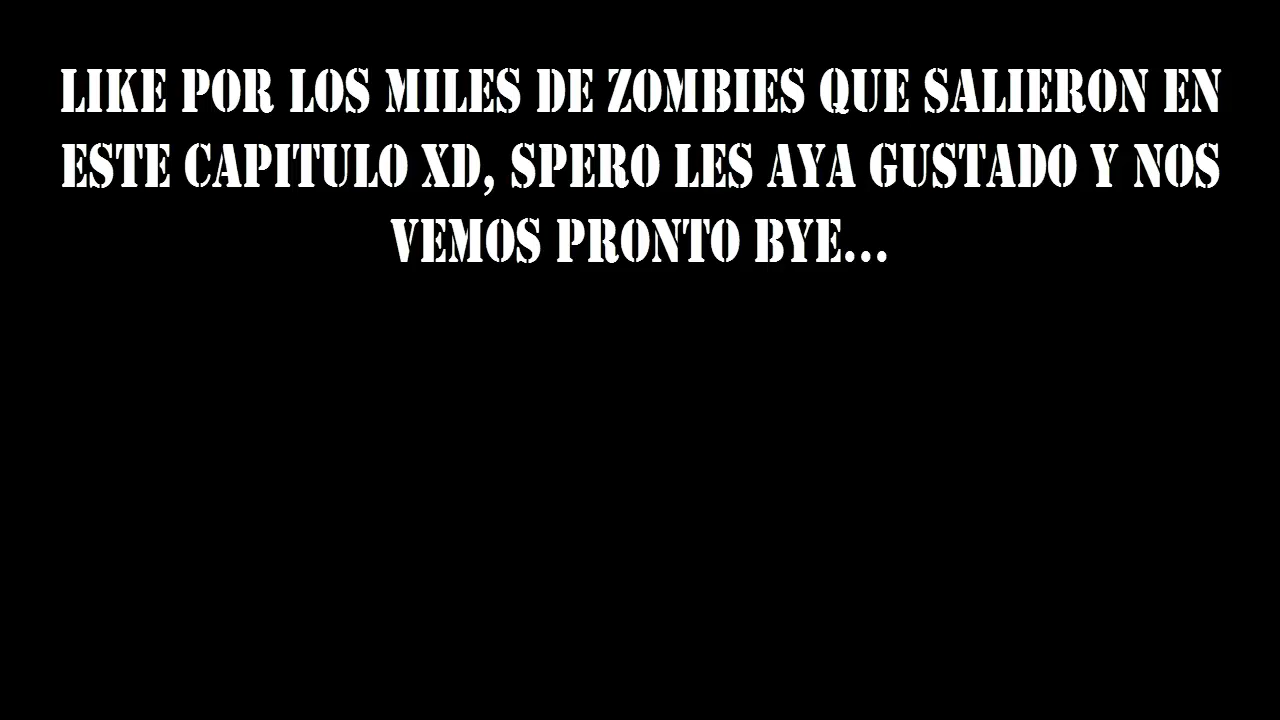 LIKE POR LOS MILES DE ZOMBIES QUE SALIERON EN
ESTE CAPITULO XD, SPERO LES AYA GUSTADO Y NOS
VEMOS PRONTO BYE...